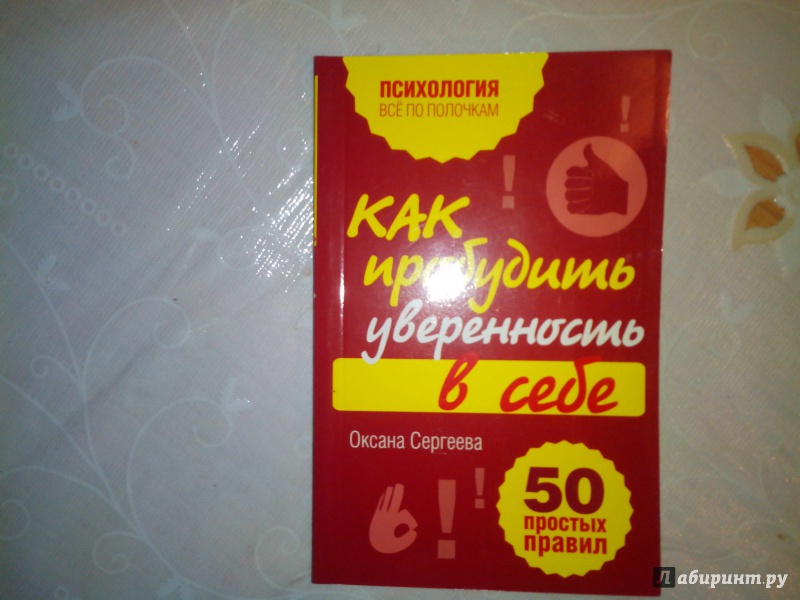 ПСИХОЛОГИЯ
ВСЁ ПО ПОЛОЧКАМ
как
пробудить
уверенность
в себе
Оксана Сергеева
50
простых
правил
Лабиринт.ру